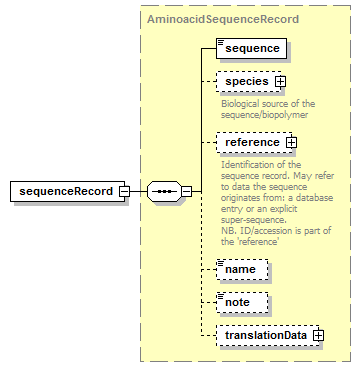 AminoacidSequenceRecord
sequence
species
Biological source of the
sequence/biopolymer
reference
Identification of the
sequence record. May refer
to data the sequence
originates from: a database
entry or an explicit
super-sequence.
NB. ID/accession is part of
the 'reference'
sequenceRecord
name
note
translationData